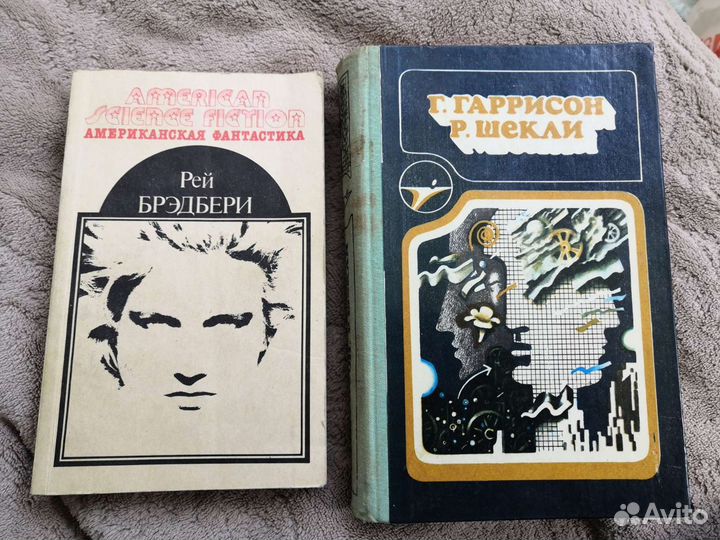 AMERICAN
SCIENCE FICTION
АМЕРИКАНСКАЯ ФАНТАСТИКА
Рей
БРЭДБЕРИ
Г. ГАРРИСОН
Р. ШЕКЛИ
Avito